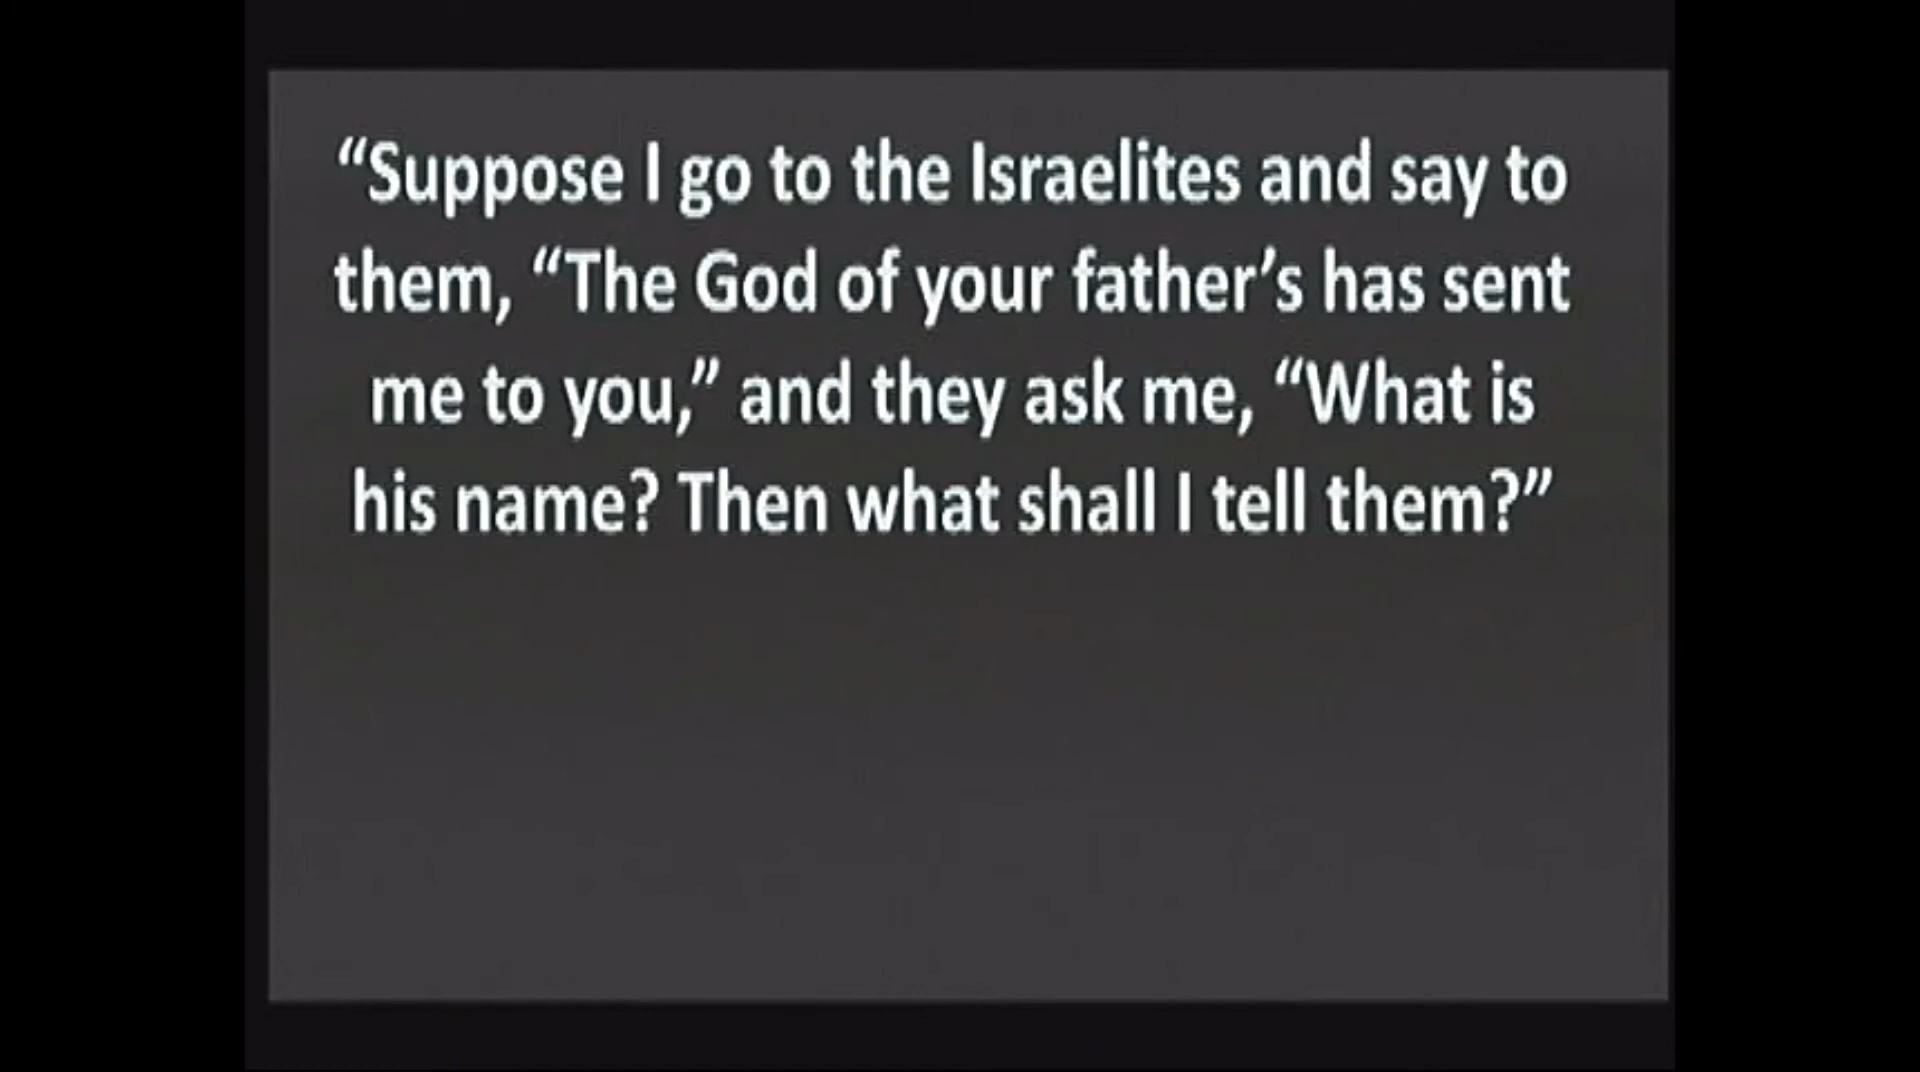 “Suppose I go to the Israelites and say to
them, “The God of your father’s has sent
me to you,” and they ask me, “What is
his name? Then what shall I tell them?”